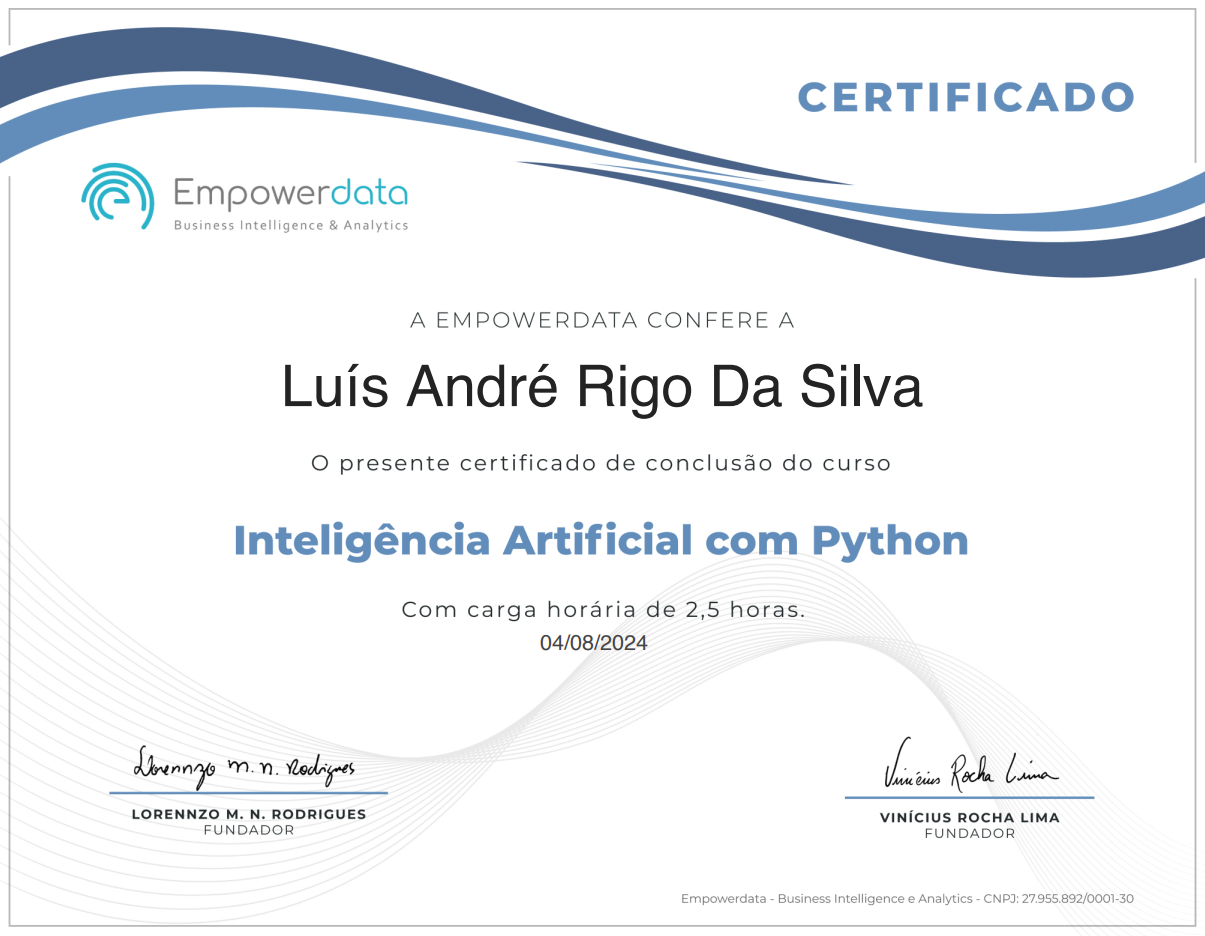 CERTIFICADO
Empowerdata
Business Intelligence & Analytics
A EMPOWERDATA CONFERE A
Luís André Rigo Da Silva
O presente certificado de conclusão do curso
Inteligência Artificial com Python
Com carga horária de 2,5 horas.
04/08/2024
Lorennzo M. N. Rodrigues
LORENNZO M. N. RODRIGUES
FUNDADOR
Vinícius Rocha Lima
VINÍCIUS ROCHA LIMA
FUNDADOR
Empowerdata - Business Intelligence e Analytics - CNPJ: 27.955.892/0001-30